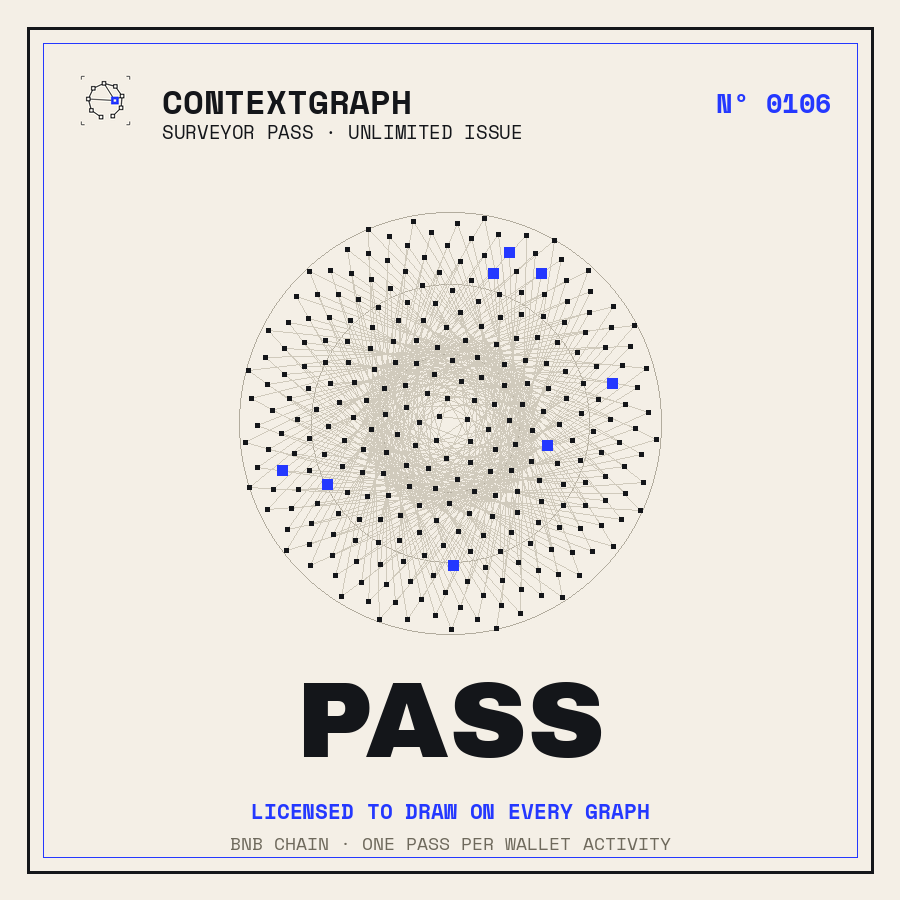 CONTEXTGRAPH
SURVEYOR PASS · UNLIMITED ISSUE
N° 0106
PASS
LICENSED TO DRAW ON EVERY GRAPH
BNB CHAIN · ONE PASS PER WALLET ACTIVITY